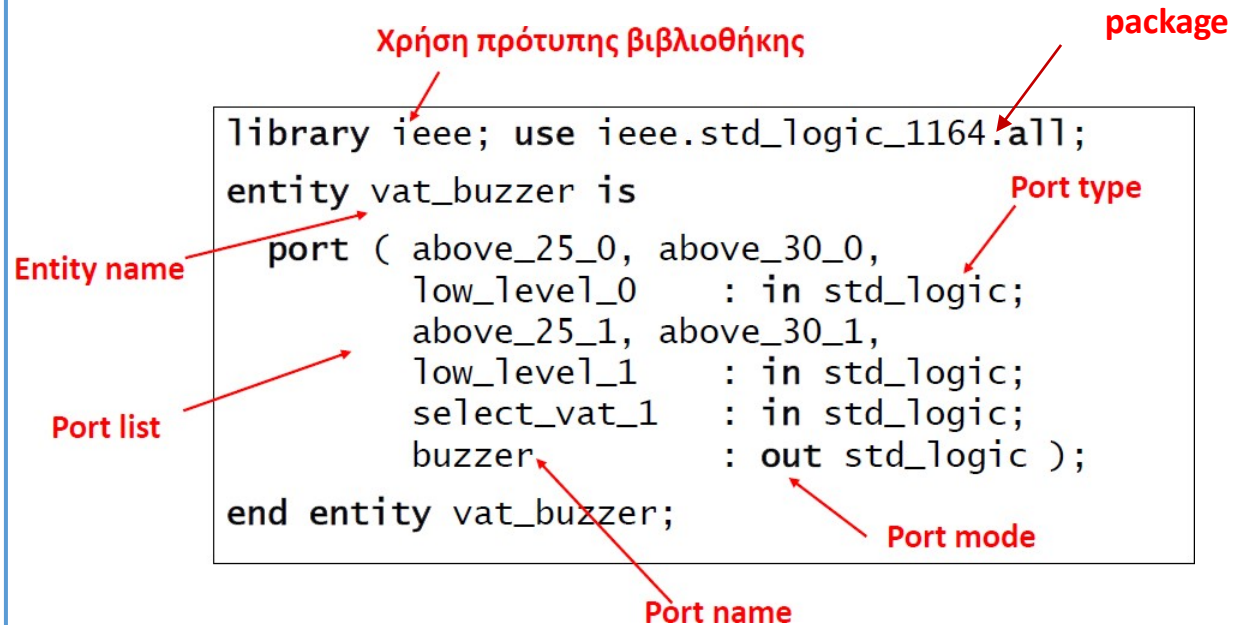 package
Χρήση πρότυπης βιβλιοθήκης
library ieee; use ieee.std_logic_1164.all;
entity vat_buzzer is
Port type
port ( above_25_0, above_30_0,
Entity name
low_level_0 : in std_logic;
above_25_1, above_30_1,
low_level_1 : in std_logic;
select_vat_1 : in std_logic;
Port list
buzzer : out std_logic );
end entity vat_buzzer;
Port mode
Port name